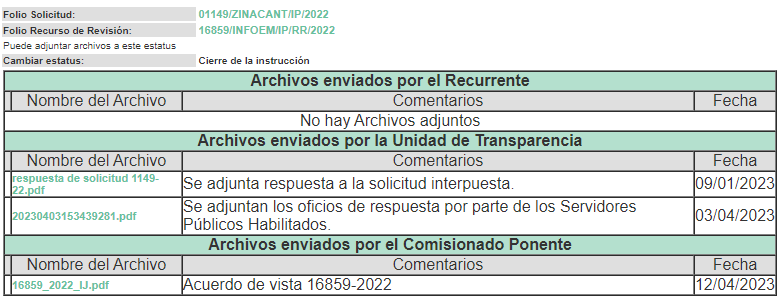 Folio Solicitud: 01149/ZINACANT/IP/2022
Folio Recurso de Revisión: 16859/INFOEM/IP/RR/2022
Puede adjuntar archivos a este estatus
Cambiar estatus: Cierre de la instrucción
Archivos enviados por el Recurrente
Nombre del Archivo Comentarios Fecha
No hay Archivos adjuntos
Archivos enviados por la Unidad de Transparencia
Nombre del Archivo Comentarios Fecha
respuesta de solicitud 1149-
22.pdf Se adjunta respuesta a la solicitud interpuesta. 09/01/2023
20230403153439281.pdf Se adjuntan los oficios de respuesta por parte de los Servidores
Públicos Habilitados. 03/04/2023
Archivos enviados por el Comisionado Ponente
Nombre del Archivo Comentarios Fecha
16859_2022_IJ.pdf Acuerdo de vista 16859-2022 12/04/2023